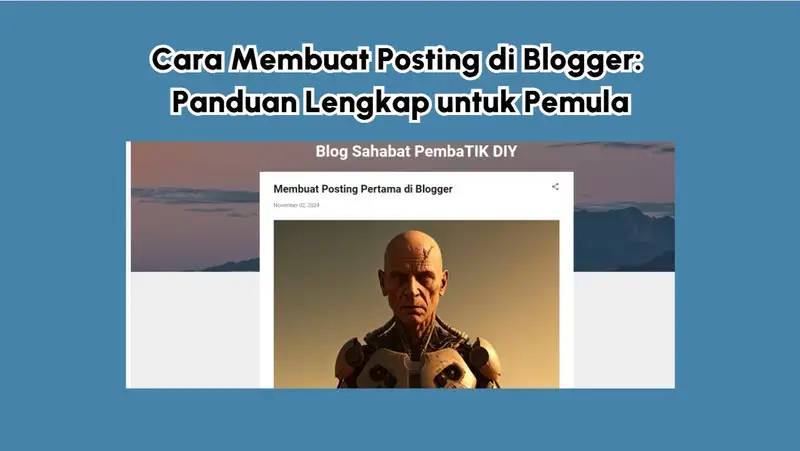 Cara Membuat Posting di Blogger:
Panduan Lengkap untuk Pemula
Blog Sahabat PembaTIK DIY
Membuat Posting Pertama di Blogger
November 02, 2024